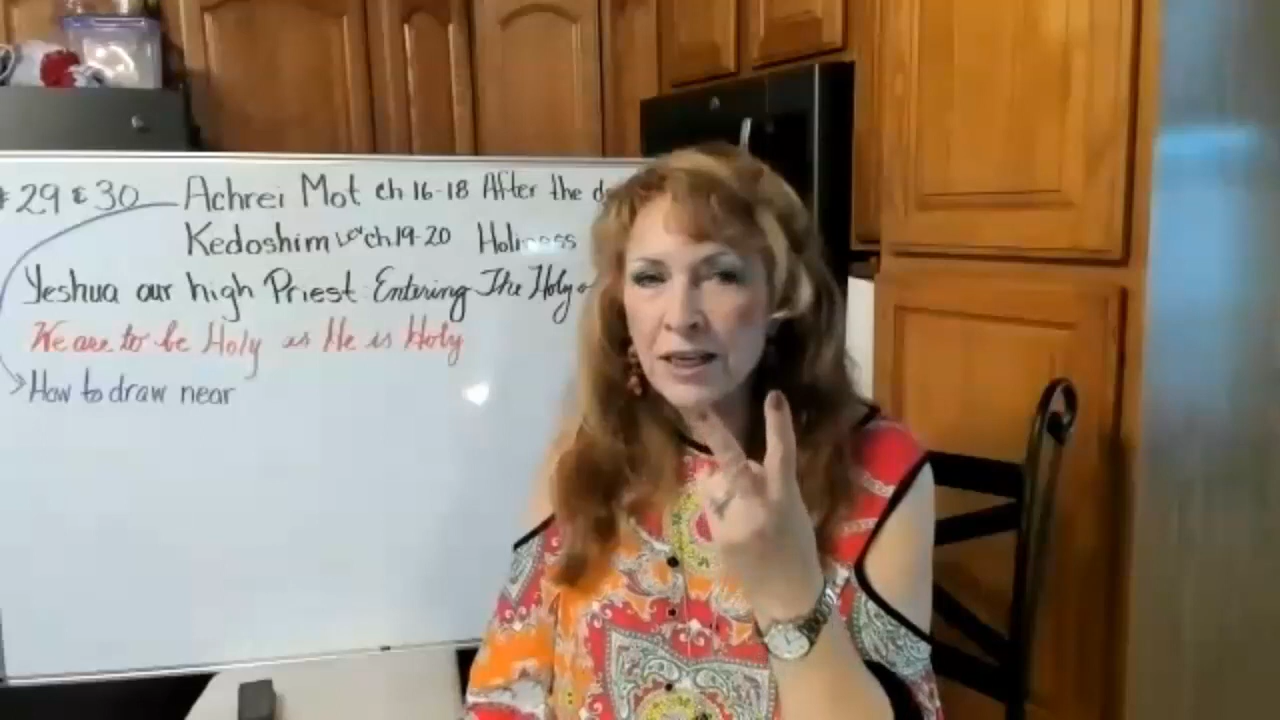 #29 & 30 Achrei Mot ch 16-18 After the
Kedoshim ch 19-20 Holiness
Yeshua our high Priest Entering The Holy
We are to be Holy as He is Holy
How to draw near